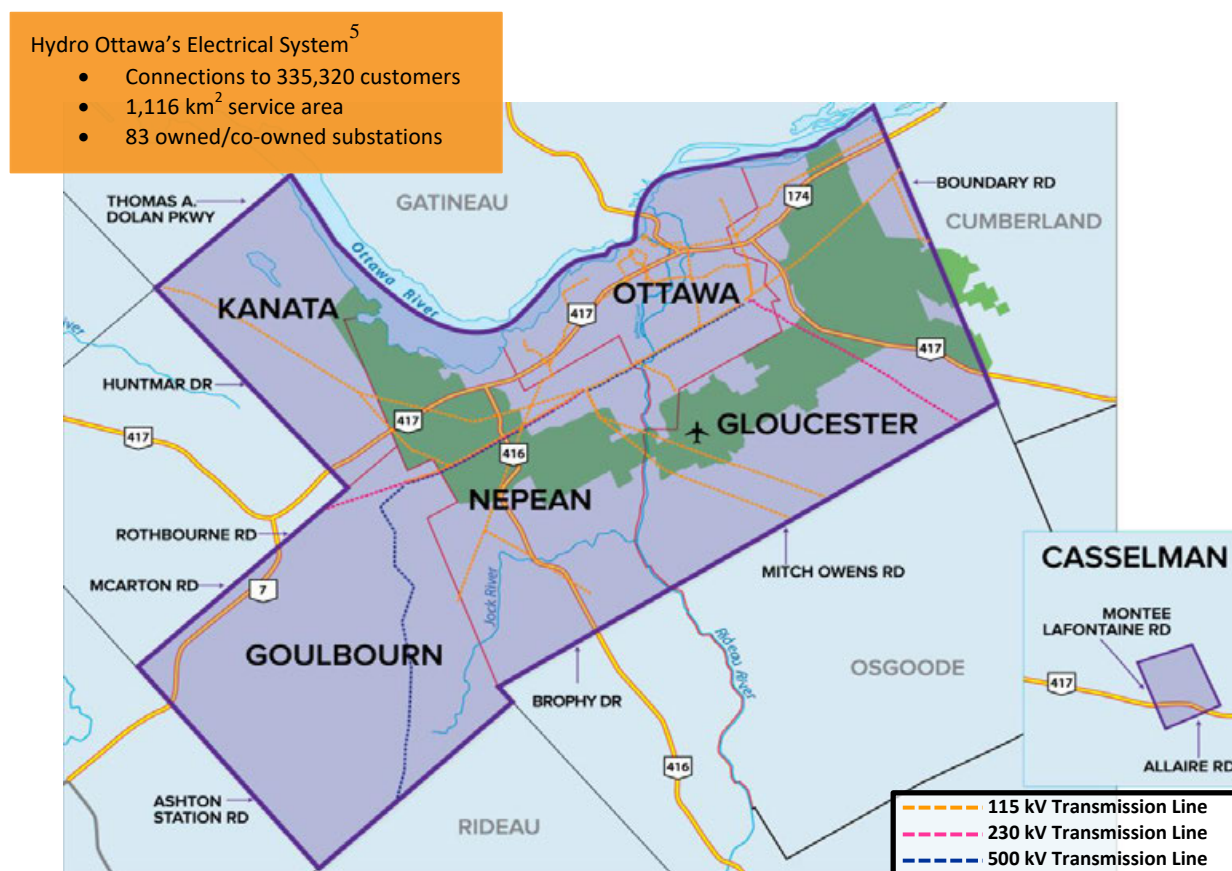 Hydro Ottawa’s Electrical System5
• Connections to 335,320 customers
• 1,116 km2 service area
• 83 owned/co-owned substations
THOMAS A.
DOLAN PKWY
GATINEAU
174
BOUNDARY RD
CUMBERLAND
Ottawa River
KANATA
OTTAWA
417
417
HUNTMAR DR
417
417
416
GLOUCESTER
NEPEAN
ROTHBOURNE RD
MCARTON RD
7
MITCH OWENS RD
Jock River
Rideau River
GOULBOURN
BROPHY DR
OSGOODE
416
ASHTON
STATION RD
RIDEAU
CASSELMAN
MONTEE
LAFONTAINE RD
417
ALLAIRE RD
115 kV Transmission Line
230 kV Transmission Line
500 kV Transmission Line